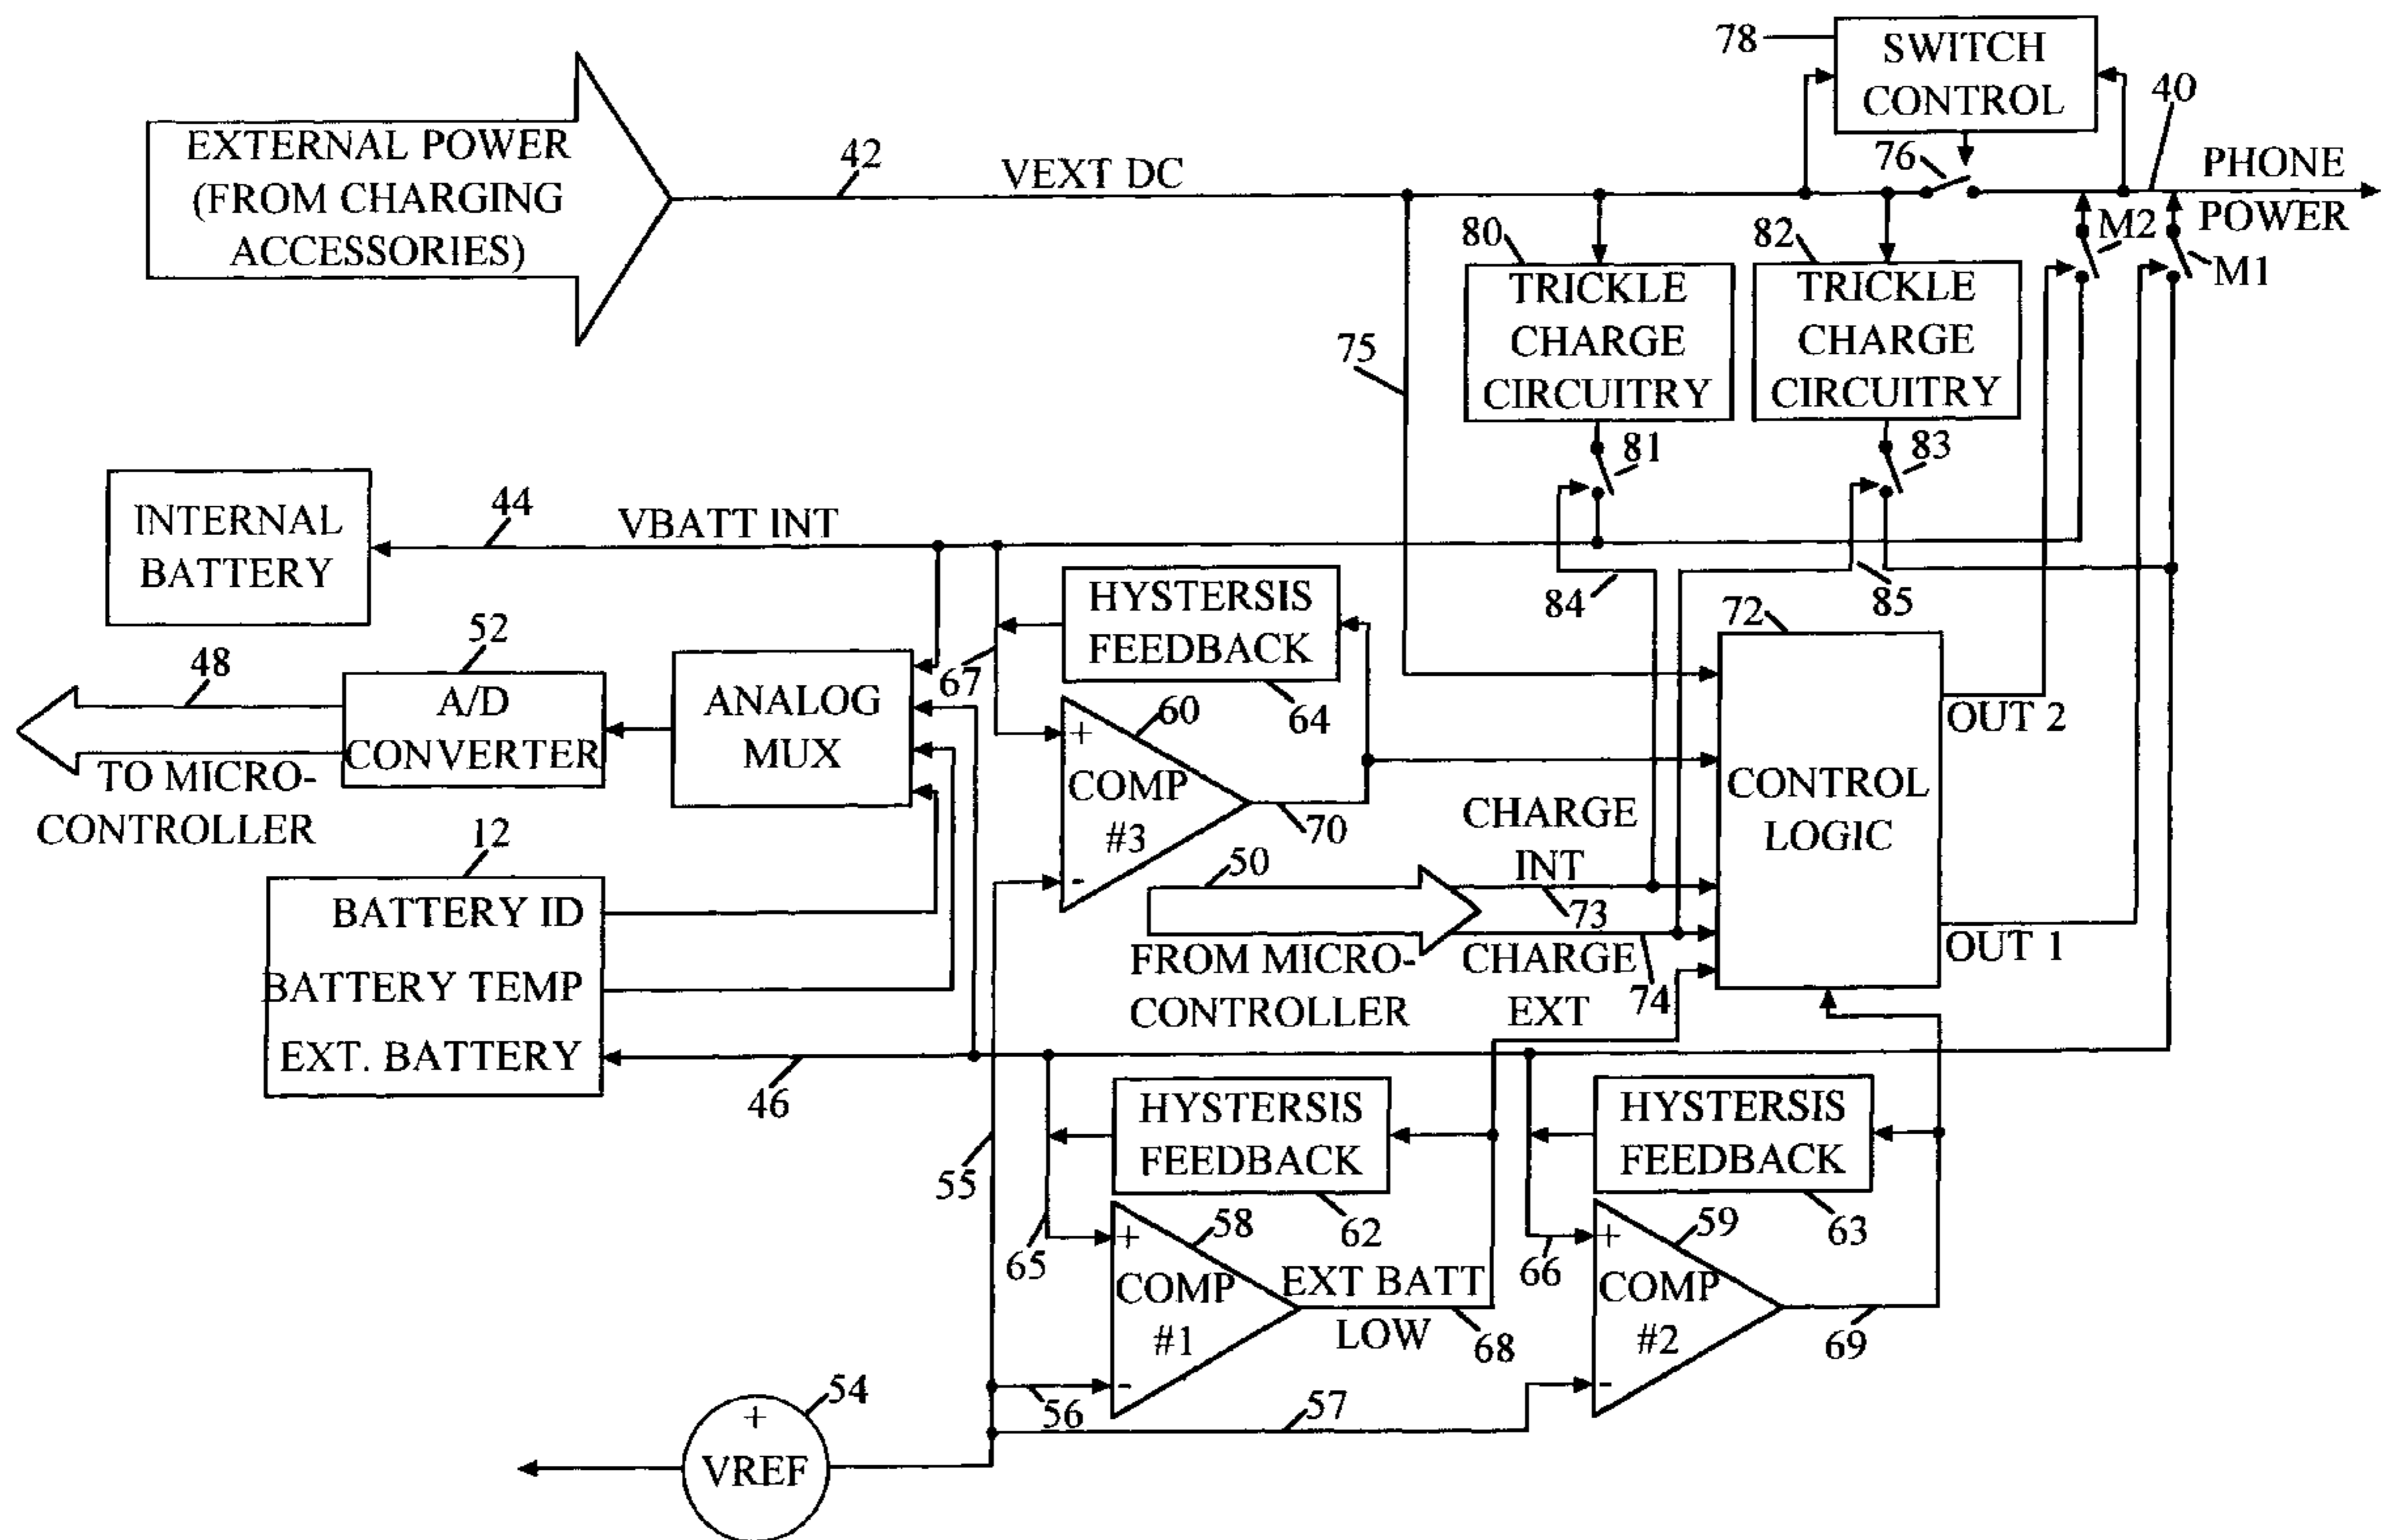 78
SWITCH
CONTROL
40
EXTERNAL POWER
(FROM CHARGING
ACCESSORIES)
42
VEXT DC
76
PHONE
POWER
M2
M1
80
TRICKLE
CHARGE
CIRCUITRY
82
TRICKLE
CHARGE
CIRCUITRY
75
81
83
INTERNAL
BATTERY
44
VBATT INT
HYSTERSIS
FEEDBACK
84
85
72
52
48
67
64
A/D
CONVERTER
ANALOG
MUX
+
60
COMP
#3
-
70
OUT 2
CONTROL
LOGIC
TO MICRO-
CONTROLLER
12
CHARGE
INT
50
73
BATTERY ID
BATTERY TEMP
EXT. BATTERY
FROM MICRO-
CONTROLLER
CHARGE
EXT
74
OUT 1
46
HYSTERSIS
FEEDBACK
HYSTERSIS
FEEDBACK
55
65
62
66
63
+
58
COMP
#1
-
EXT BATT
LOW
68
+
59
COMP
#2
-
69
54
56
57
+
VREF